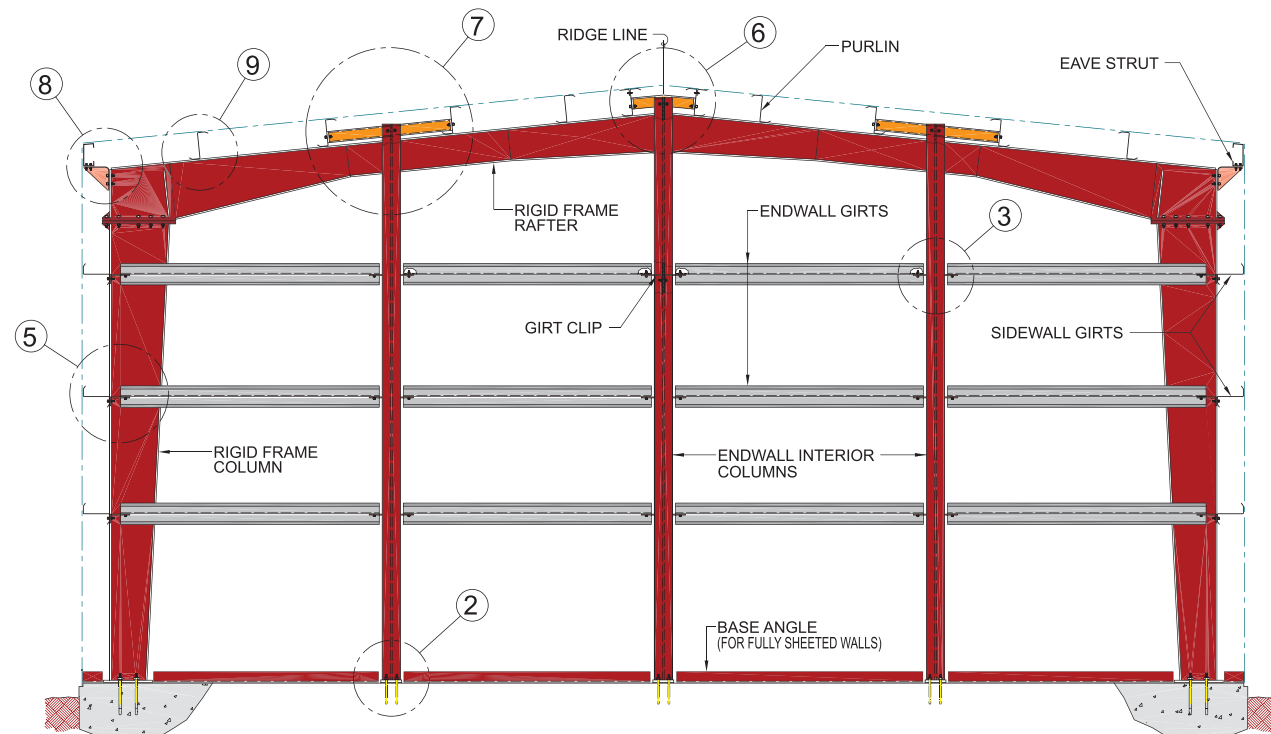 7
RIDGE LINE
6
PURLIN
EAVE STRUT
8
9
RIGID FRAME
RAFTER
ENDWALL GIRTS
3
GIRT CLIP
SIDEWALL GIRTS
5
RIGID FRAME
COLUMN
ENDWALL INTERIOR
COLUMNS
2
BASE ANGLE
(FOR FULLY SHEETED WALLS)